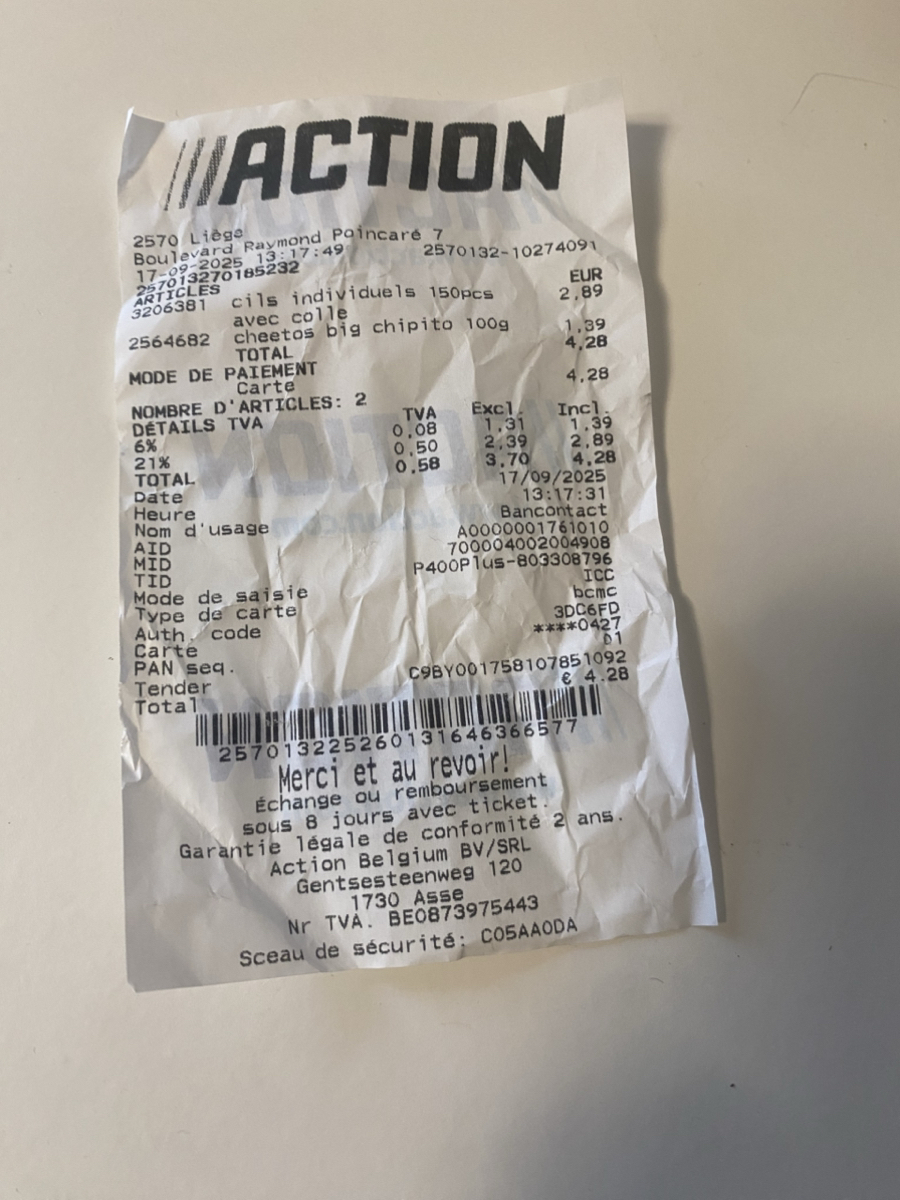 ACTION
2570 Liège
Boulevard Raymond Poincaré 7
17-09-2025 13:17:49 2570132-10274091
257013270185232
ARTICLES EUR
3206381 cils individuels 150pcs 2,89
avec colle
2564682 cheetos big chipito 100g 1,39
TOTAL 4,28
MODE DE PAIEMENT
Carte 4,28
NOMBRE D'ARTICLES: 2
DÉTAILS TVA TVA Excl. Incl.
6% 0,08 1,31 1,39
21% 0,50 2,39 2,89
TOTAL 0,58 3,70 4,28
Date 17/09/2025
Heure 13:17:31
Nom d'usage Bancontact
AID A0000001761010
MID 700004002004908
TID P400Plus-803308796
Mode de saisie ICC
Type de carte bcmc
Auth. code 3DC6FD
Carte ****0427
PAN seq. 01
Tender C9BY001758107851092
Total € 4.28
2570132252601316463 66577
Merci et au revoir!
Échange ou remboursement
sous 8 jours avec ticket.
Garantie légale de conformité 2 ans.
Action Belgium BV/SRL
Gentsesteenweg 120
1730 Asse
Nr TVA. BE0873975443
Sceau de sécurité: C05AA0DA